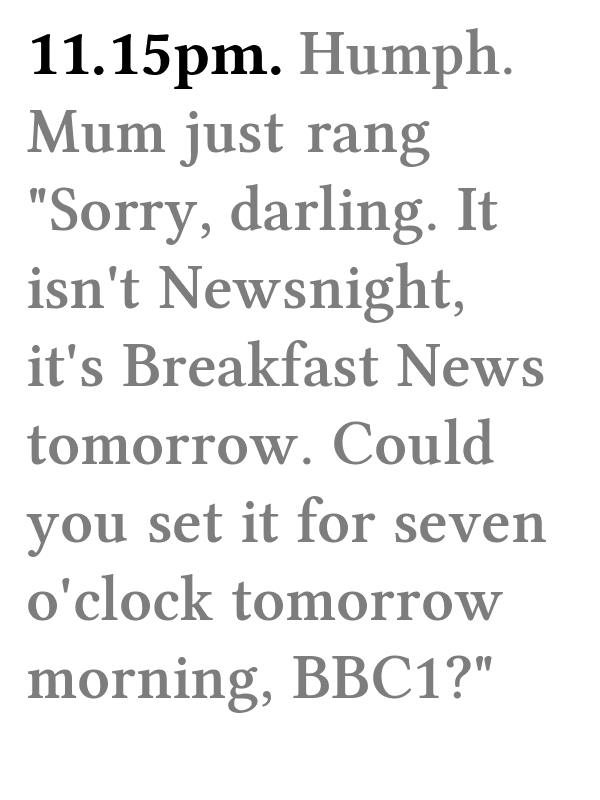 11.15pm. Humph.
Mum just rang
"Sorry, darling. It
isn't Newsnight,
it's Breakfast News
tomorrow. Could
you set it for seven
o'clock tomorrow
morning, BBC1?"